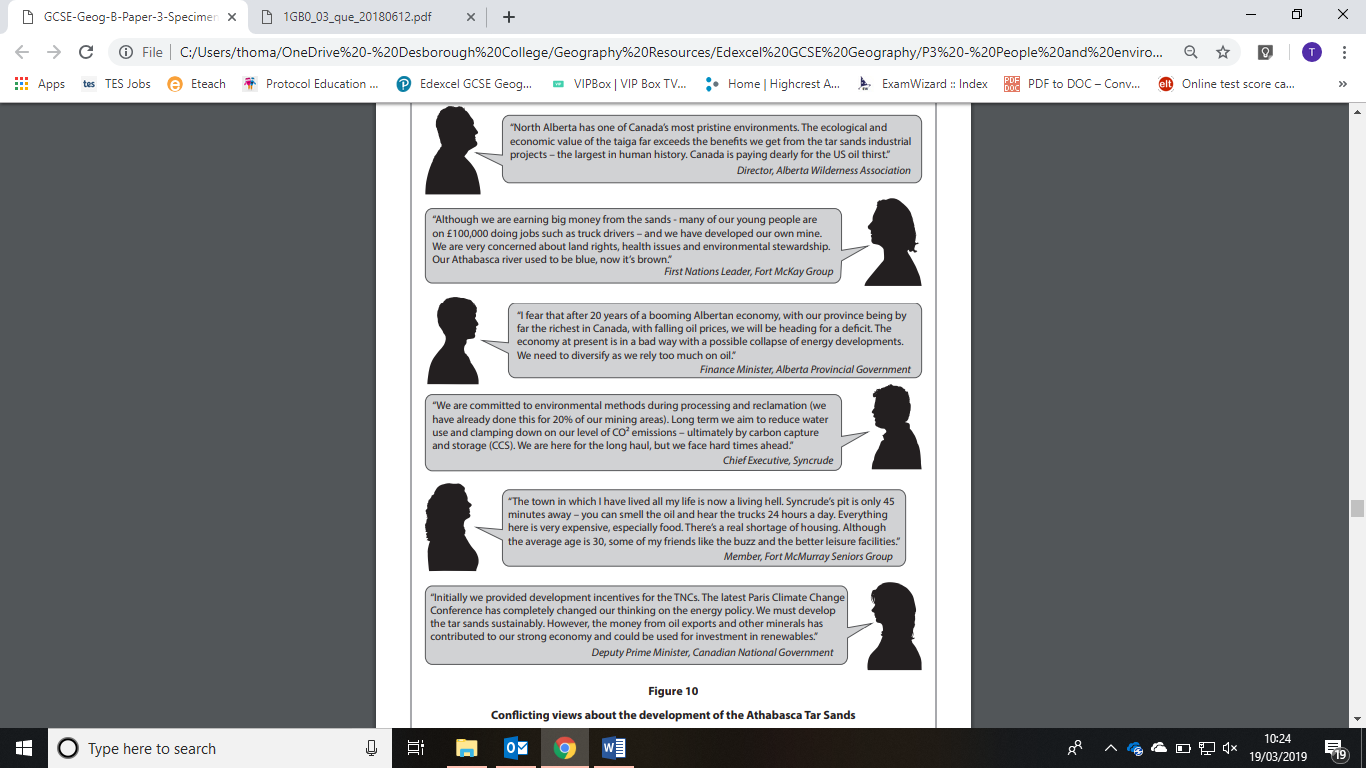 GCSE-Geog-B-Paper-3-Specimen
1GB0_03_que_20180612.pdf
File
C:/Users/thoma/OneDrive%20-%20Desborough%20College/Geography%20Resources/Edexcel%20GCSE%20Geography/P3%20-%20People%20and%20enviro...
T
Apps
tes TES Jobs
Eteach
Protocol Education ...
Edexcel GCSE Geog...
VIPBox | VIP Box TV...
Home | Highcrest A...
ExamWizard :: Index
PDF to DOC – Conv...
elt Online test score ca...
»
“North Alberta has one of Canada’s most pristine environments. The ecological and
economic value of the taiga far exceeds the benefits we get from the tar sands industrial
projects – the largest in human history. Canada is paying dearly for the US oil thirst.”
Director, Alberta Wilderness Association
“Although we are earning big money from the sands - many of our young people are
on £100,000 doing jobs such as truck drivers – and we have developed our own mine.
We are very concerned about land rights, health issues and environmental stewardship.
Our Athabasca river used to be blue, now it’s brown.”
First Nations Leader, Fort McKay Group
“I fear that after 20 years of a booming Albertan economy, with our province being by
far the richest in Canada, with falling oil prices, we will be heading for a deficit. The
economy at present is in a bad way with a possible collapse of energy developments.
We need to diversify as we rely too much on oil.”
Finance Minister, Alberta Provincial Government
“We are committed to environmental methods during processing and reclamation (we
have already done this for 20% of our mining areas). Long term we aim to reduce water
use and clamping down on our level of CO² emissions – ultimately by carbon capture
and storage (CCS). We are here for the long haul, but we face hard times ahead.”
Chief Executive, Syncrude
“The town in which I have lived all my life is now a living hell. Syncrude’s pit is only 45
minutes away – you can smell the oil and hear the trucks 24 hours a day. Everything
here is very expensive, especially food. There’s a real shortage of housing. Although
the average age is 30, some of my friends like the buzz and the better leisure facilities.”
Member, Fort McMurray Seniors Group
“Initially we provided development incentives for the TNCs. The latest Paris Climate Change
Conference has completely changed our thinking on the energy policy. We must develop
the tar sands sustainably. However, the money from oil exports and other minerals has
contributed to our strong economy and could be used for investment in renewables.”
Deputy Prime Minister, Canadian National Government
Figure 10
Conflicting views about the development of the Athabasca Tar Sands
Type here to search
10:24
19/03/2019
19